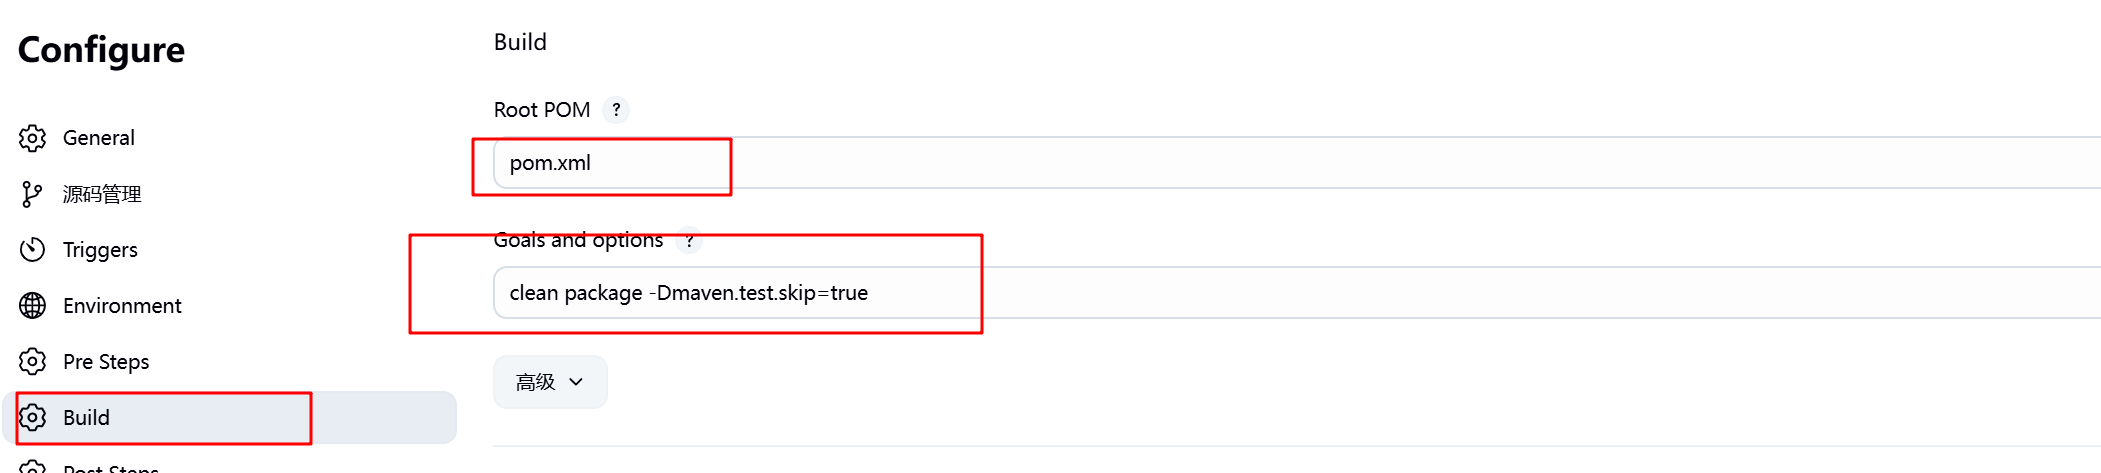 Configure
General
源码管理
Triggers
Environment
Pre Steps
Build
Post Steps
Build
Root POM ?
pom.xml
Goals and options ?
clean package -Dmaven.test.skip=true
高级